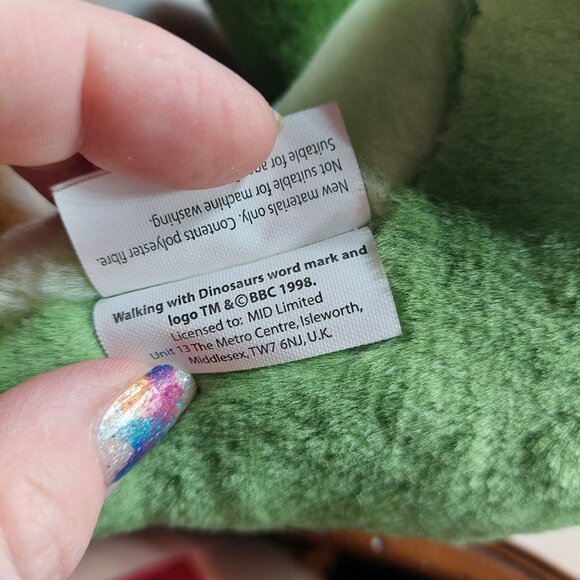 New materials only. Contents polyester fibre.
Not suitable for machine washing.
Suitable for age
Walking with Dinosaurs word mark and
logo TM & © BBC 1998.
Licensed to: MID Limited
Unit 13 The Metro Centre, Isleworth,
Middlesex, TW7 6NJ, U.K.